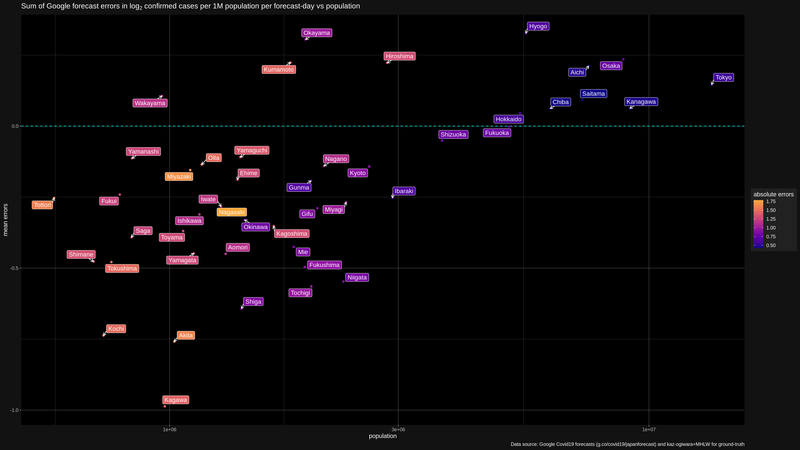 Sum of Google forecast errors in log2 confirmed cases per 1M population per forecast-day vs population
Hyogo
Okayama
Hiroshima
Osaka
Kumamoto
Aichi
Tokyo
Saitama
Wakayama
Chiba
Kanagawa
Hokkaido
0.0
Shizuoka
Fukuoka
Yamanashi
Yamaguchi
Oita
Nagano
Miyazaki
Ehime
Kyoto
Gunma
Ibaraki
Tottori
Fukui
Iwate
Nagasaki
Gifu
Miyagi
Ishikawa
Okinawa
Saga
Toyama
Kagoshima
Aomori
Shimane
Yamagata
Mie
-0.5
Tokushima
Fukushima
Niigata
Tochigi
Shiga
Kochi
Akita
Kagawa
-1.0
mean errors
1e+06
3e+06
1e+07
population
absolute errors
1.75
1.50
1.25
1.00
0.75
0.50
Data source: Google Covid19 forecasts (g.co/covid19/japanforecast) and kaz-ogiwara+MHLW for ground-truth